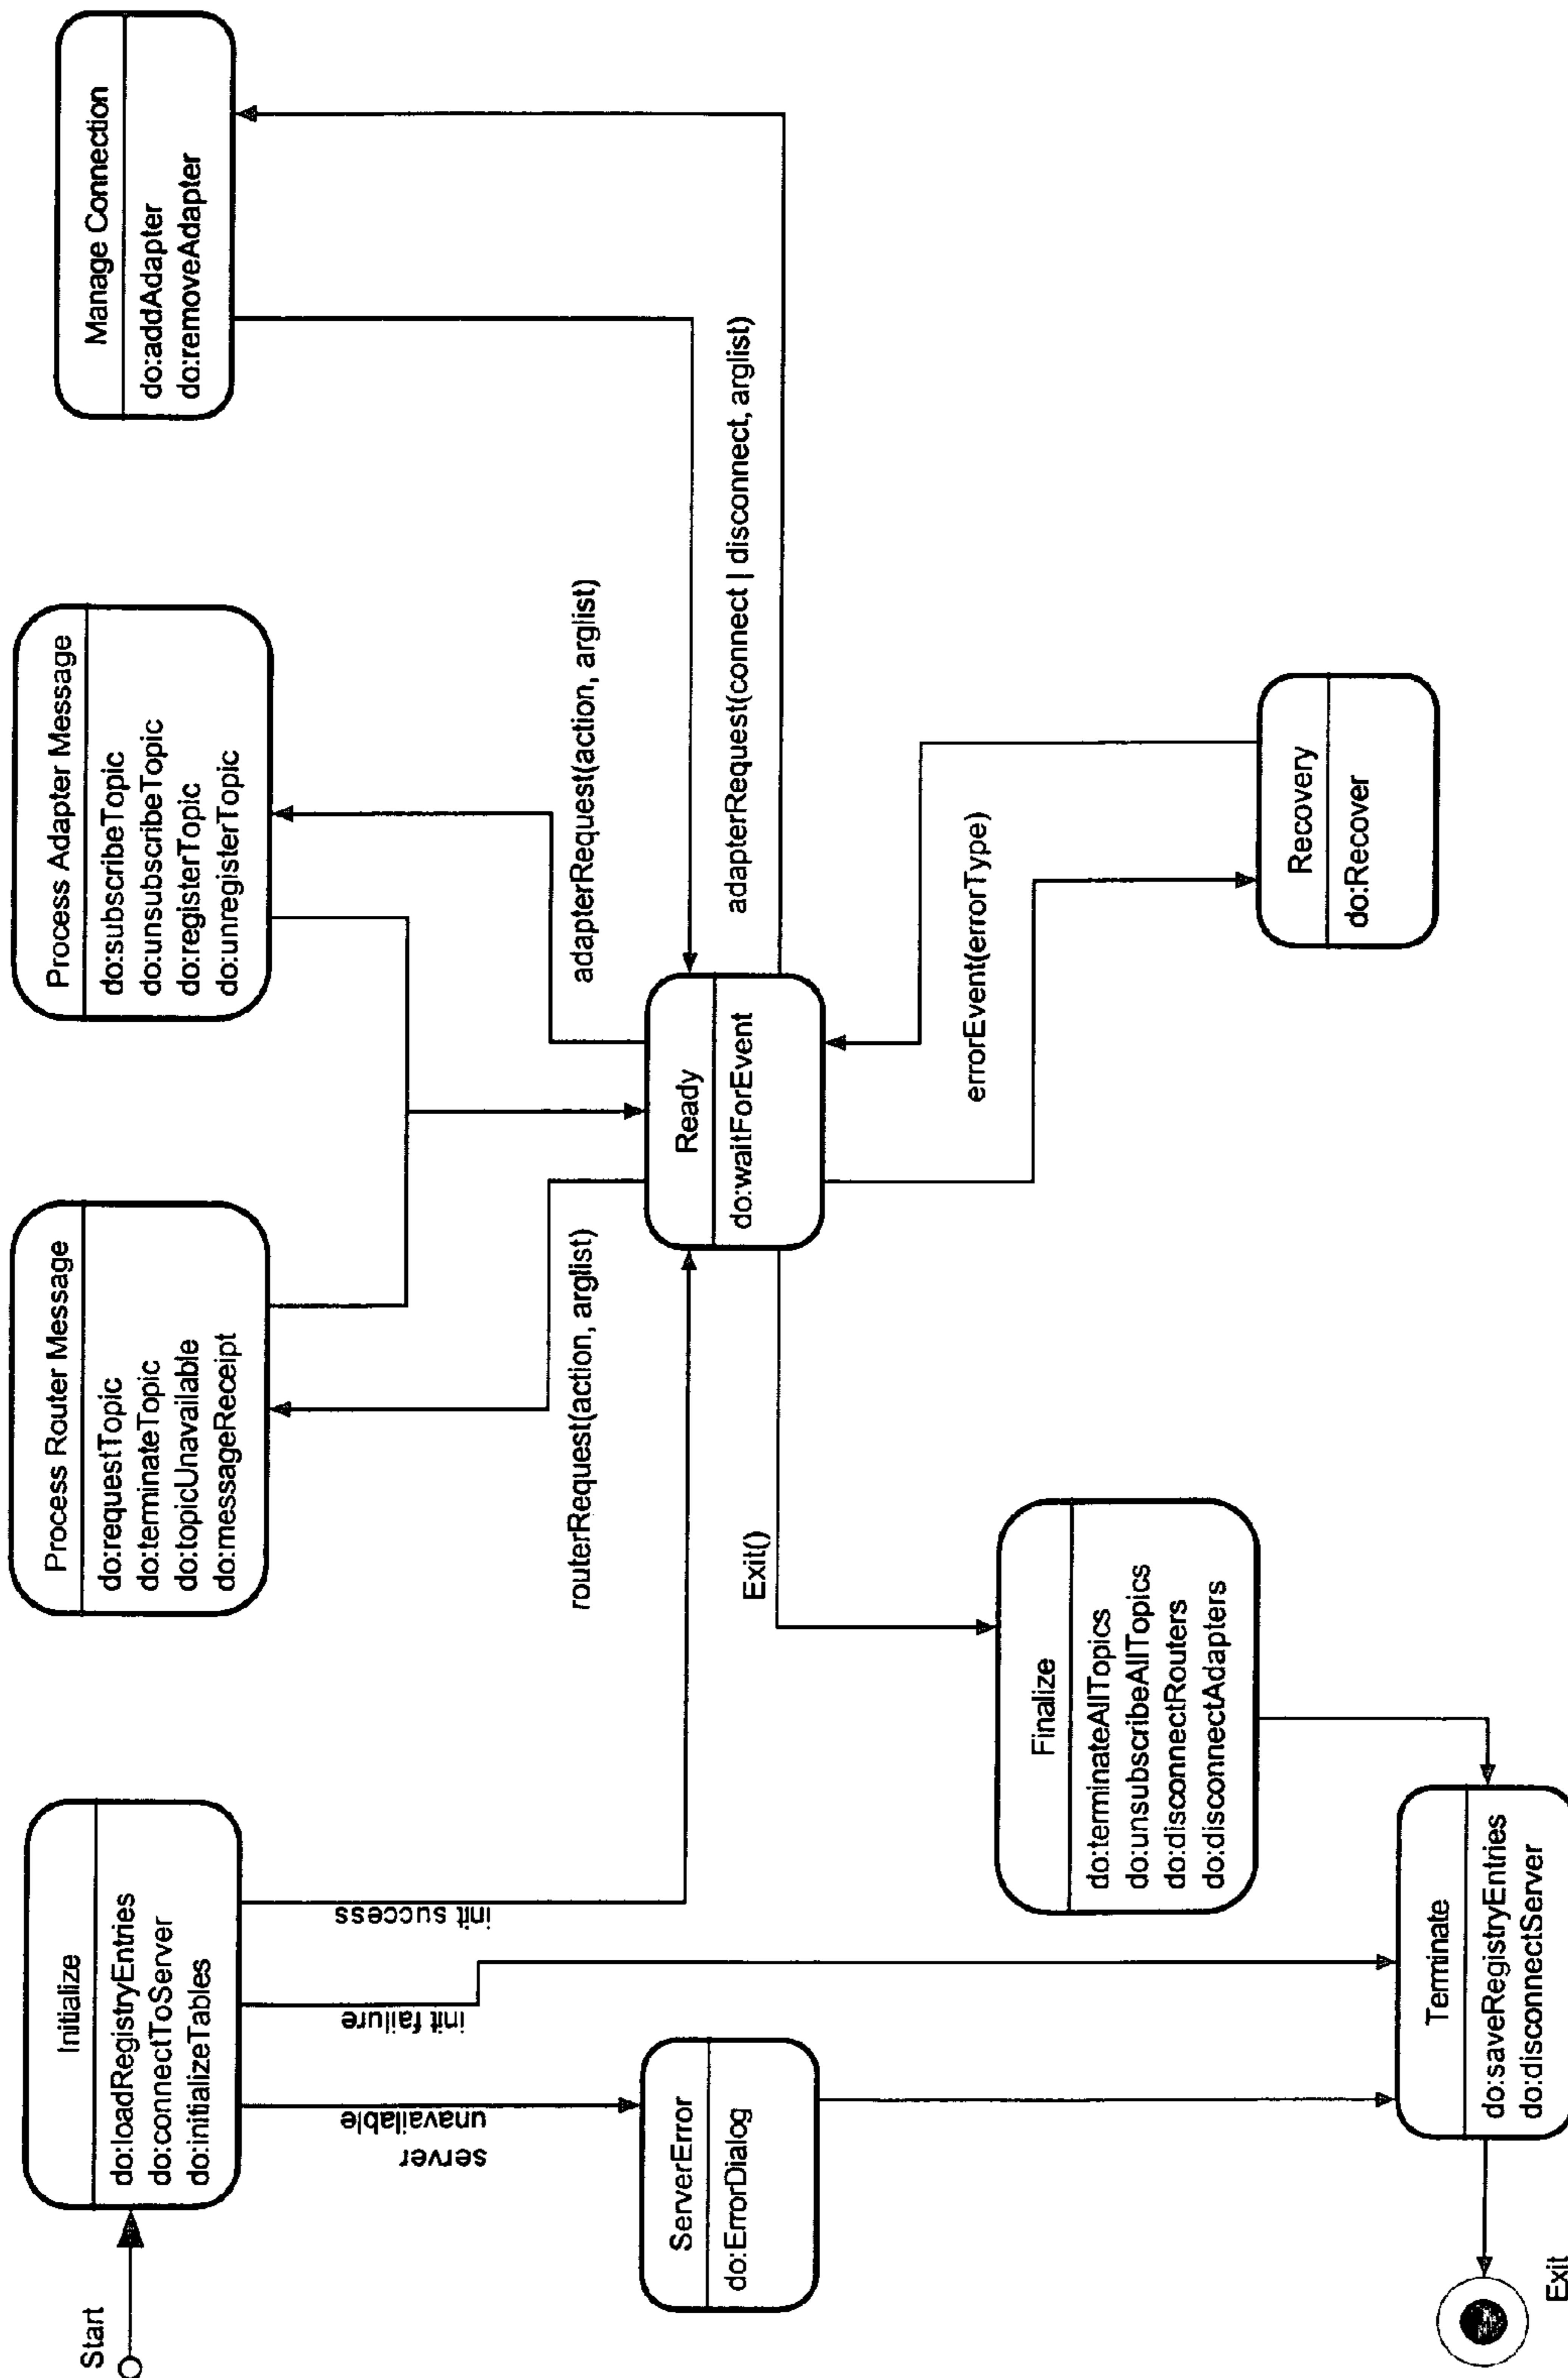 Start
Initialize
do:loadRegistryEntries
do:connectToServer
do:initializeTables
server
unavailable
init failure
init success
Process Router Message
do:requestTopic
do:terminateTopic
do:topicUnavailable
do:messageReceipt
Process Adapter Message
do:subscribeTopic
do:unsubscribeTopic
do:registerTopic
do:unregisterTopic
Manage Connection
do:addAdapter
do:removeAdapter
routerRequest(action, arglist)
adapterRequest(action, arglist)
adapterRequest(connect | disconnect, arglist)
ServerError
do:ErrorDialog
Ready
do:waitForEvent
Exit()
errorEvent(errorType)
Finalize
do:terminateAllTopics
do:unsubscribeAllTopics
do:disconnectRouters
do:disconnectAdapters
Recovery
do:Recover
Terminate
do:saveRegistryEntries
do:disconnectServer
Exit